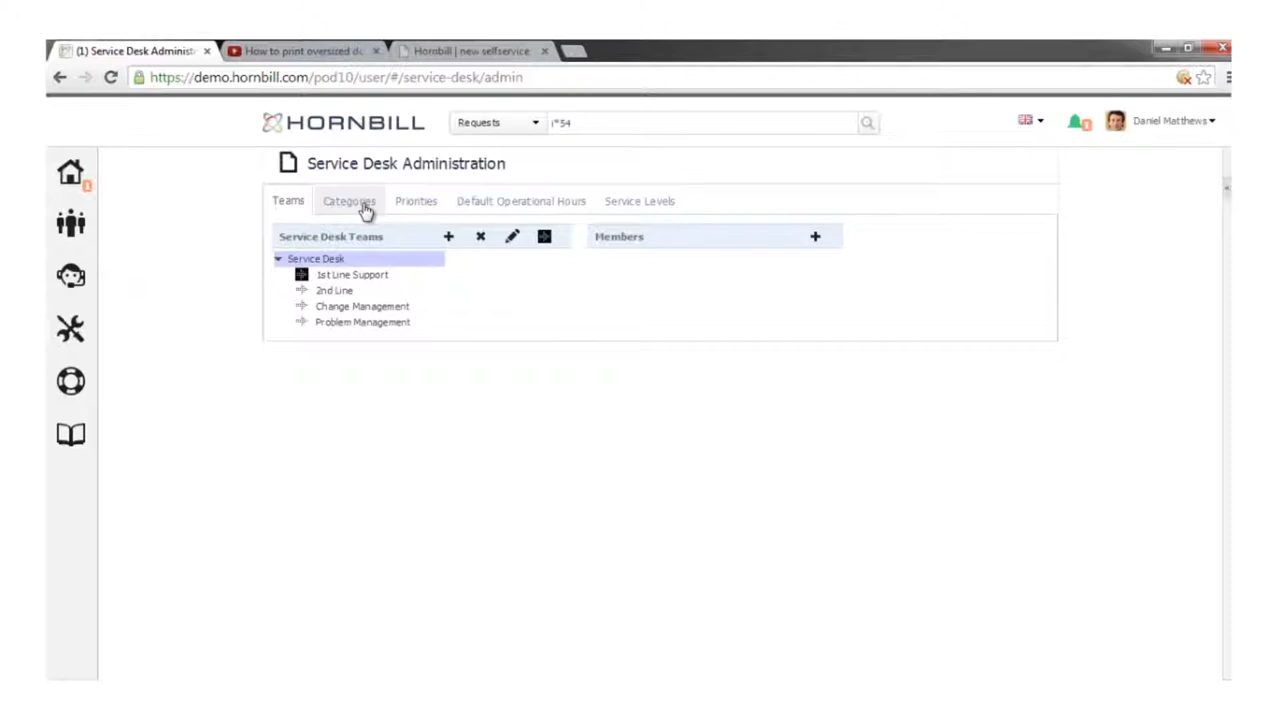 (1) Service Desk Administ
How to print oversized d
Hornbill | new selfservice
https://demo.hornbill.com/pod10/user/#/service-desk/admin
HORNBILL
Requests
i*54
Daniel Matthews
1
Service Desk Administration
Teams
Categories
Priorities
Default Operational Hours
Service Levels
Service Desk Teams
Members
Service Desk
1st Line Support
2nd Line
Change Management
Problem Management